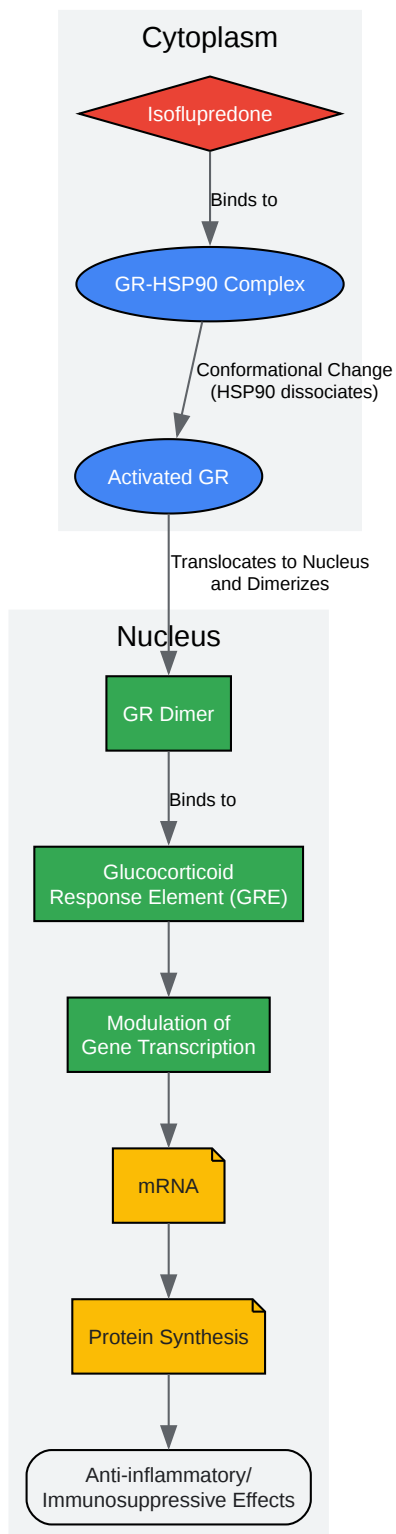 Cytoplasm
Isoflupredone
Binds to
GR-HSP90 Complex
Conformational Change
(HSP90 dissociates)
Activated GR
Translocates to Nucleus
and Dimerizes
Nucleus
GR Dimer
Binds to
Glucocorticoid
Response Element (GRE)
Modulation of
Gene Transcription
mRNA
Protein Synthesis
Anti-inflammatory/
Immunosuppressive Effects